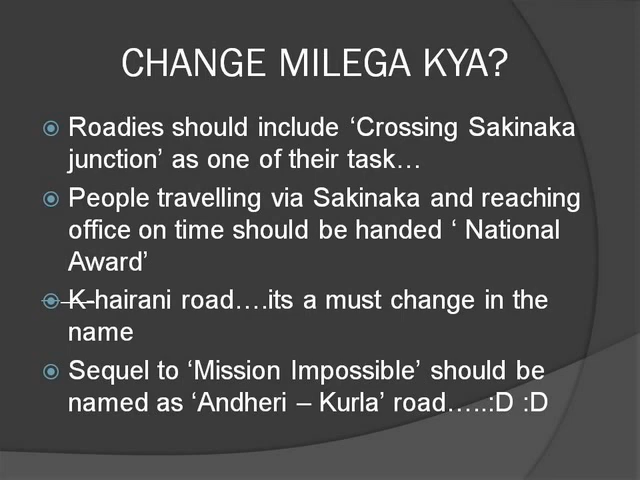 CHANGE MILEGA KYA?
Roadies should include ‘Crossing Sakinaka
junction’ as one of their task…
People travelling via Sakinaka and reaching
office on time should be handed ‘ National
Award’
K-hairani road….its a must change in the
name
Sequel to ‘Mission Impossible’ should be
named as ‘Andheri – Kurla’ road…..:D :D